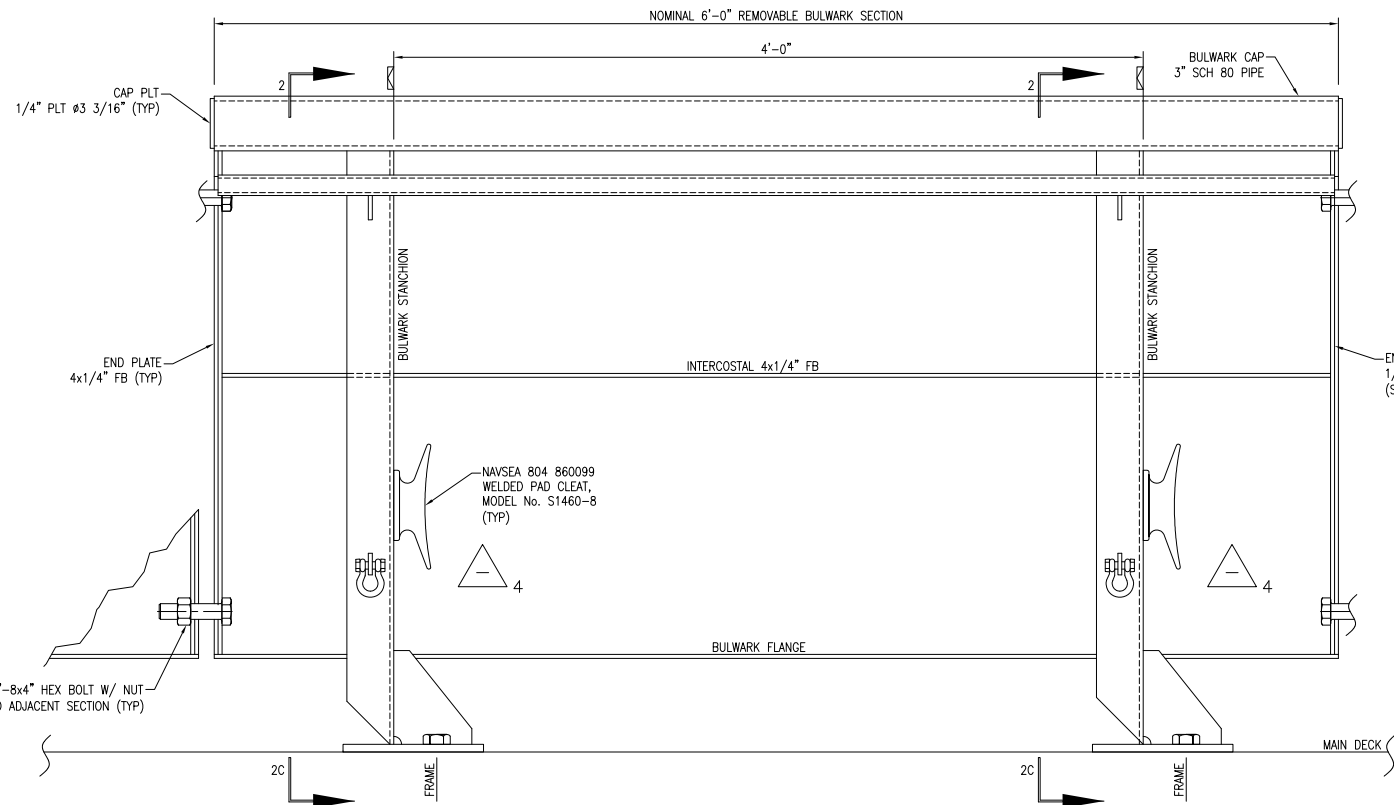 NOMINAL 6'-0" REMOVABLE BULWARK SECTION
4'-0"
BULWARK CAP
3" SCH 80 PIPE
CAP PLT
1/4" PLT ø3 3/16" (TYP)
2
2
BULWARK STANCHION
BULWARK STANCHION
END PLATE
4x1/4" FB (TYP)
INTERCOSTAL 4x1/4" FB
NAVSEA 804 860099
WELDED PAD CLEAT,
MODEL No. S1460-8
(TYP)
4
4
BULWARK FLANGE
"-8x4" HEX BOLT W/ NUT
ADJACENT SECTION (TYP)
MAIN DECK
2C
FRAME
2C
FRAME